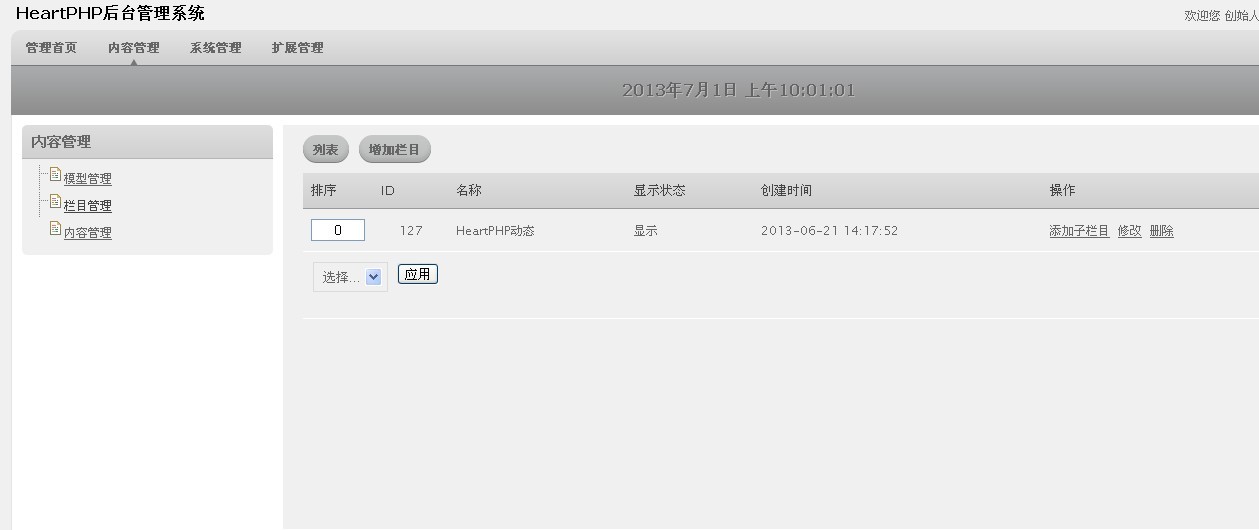 HeartPHP后台管理系统
欢迎您 创始人
管理首页 内容管理 系统管理 扩展管理
2013年7月1日 上午10:01:01
内容管理
模型管理
栏目管理
内容管理
列表 增加栏目
排序 ID 名称 显示状态 创建时间 操作
0 127 HeartPHP动态 显示 2013-06-21 14:17:52 添加子栏目 修改 删除
选择... 应用